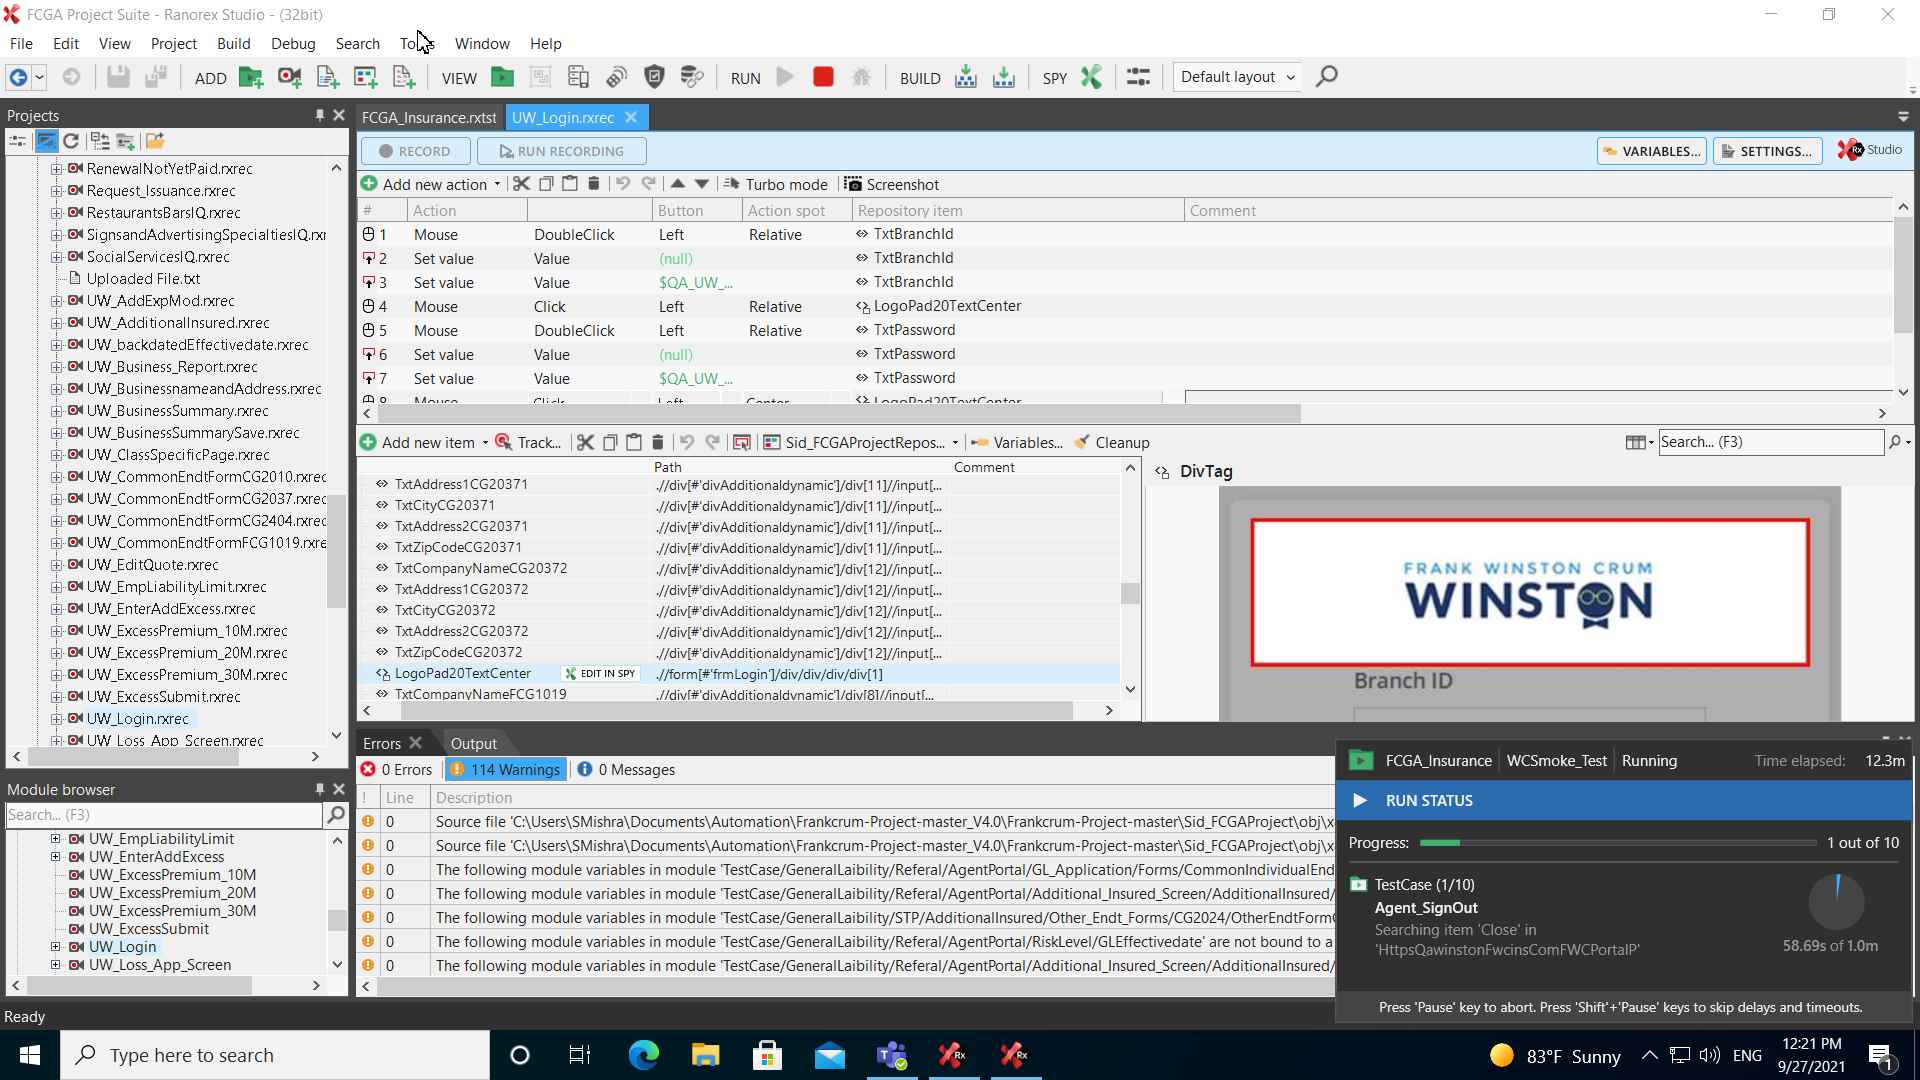 FCGA Project Suite - Ranorex Studio - (32bit)
File Edit View Project Build Debug Search Tools Window Help
ADD VIEW RUN BUILD SPY Default layout
Projects
RenewalNotYetPaid.rxrec
Request_Issuance.rxrec
RestaurantsBarsIQ.rxrec
SignsandAdvertisingSpecialtiesIQ.rxr
SocialServicesIQ.rxrec
Uploaded File.txt
UW_AddExpMod.rxrec
UW_AdditionalInsured.rxrec
UW_backdatedEffectivedate.rxrec
UW_Business_Report.rxrec
UW_BusinessnameandAddress.rxrec
UW_BusinessSummary.rxrec
UW_BusinessSummarySave.rxrec
UW_ClassSpecificPage.rxrec
UW_CommonEndtFormCG2010.rxrec
UW_CommonEndtFormCG2037.rxrec
UW_CommonEndtFormCG2404.rxrec
UW_CommonEndtFormFCG1019.rxre
UW_EditQuote.rxrec
UW_EmpLiabilityLimit.rxrec
UW_EnterAddExcess.rxrec
UW_ExcessPremium_10M.rxrec
UW_ExcessPremium_20M.rxrec
UW_ExcessPremium_30M.rxrec
UW_ExcessSubmit.rxrec
UW_Login.rxrec
UW_Loss_App_Screen.rxrec
Module browser
Search... (F3)
UW_EmpLiabilityLimit
UW_EnterAddExcess
UW_ExcessPremium_10M
UW_ExcessPremium_20M
UW_ExcessPremium_30M
UW_ExcessSubmit
UW_Login
UW_Loss_App_Screen
FCGA_Insurance.rxtst UW_Login.rxrec
RECORD RUN RECORDING VARIABLES... SETTINGS... Rx Studio
Add new action Turbo mode Screenshot
# Action Button Action spot Repository item Comment
1 Mouse DoubleClick Left Relative TxtBranchId
2 Set value Value (null) TxtBranchId
3 Set value Value $QA_UW_... TxtBranchId
4 Mouse Click Left Relative LogoPad20TextCenter
5 Mouse DoubleClick Left Relative TxtPassword
6 Set value Value (null) TxtPassword
7 Set value Value $QA_UW_... TxtPassword
8 Mouse Click Left Center LogoPad20TextCenter
Add new item Track... Sid_FCGAProjectRepos... Variables... Cleanup Search... (F3)
Path Comment
TxtAddress1CG20371 .//div[#'divAdditionaldynamic']/div[11]//input[...
TxtCityCG20371 .//div[#'divAdditionaldynamic']/div[11]//input[...
TxtAddress2CG20371 .//div[#'divAdditionaldynamic']/div[11]//input[...
TxtZipCodeCG20371 .//div[#'divAdditionaldynamic']/div[11]//input[...
TxtCompanyNameCG20372 .//div[#'divAdditionaldynamic']/div[12]//input[...
TxtAddress1CG20372 .//div[#'divAdditionaldynamic']/div[12]//input[...
TxtCityCG20372 .//div[#'divAdditionaldynamic']/div[12]//input[...
TxtAddress2CG20372 .//div[#'divAdditionaldynamic']/div[12]//input[...
TxtZipCodeCG20372 .//div[#'divAdditionaldynamic']/div[12]//input[...
LogoPad20TextCenter EDIT IN SPY .//form[#'frmLogin']/div/div/div/div[1]
TxtCompanyNameFCG1019 .//div[#'divAdditionaldynamic']/div[8]//input[...
DivTag
FRANK WINSTON CRUM
WINSTON
Branch ID
Errors Output
0 Errors 114 Warnings 0 Messages
! Line Description
0 Source file 'C:\Users\SMishra\Documents\Automation\Frankcrum-Project-master_V4.0\Frankcrum-Project-master\Sid_FCGAProject\obj\x
0 Source file 'C:\Users\SMishra\Documents\Automation\Frankcrum-Project-master_V4.0\Frankcrum-Project-master\Sid_FCGAProject\obj\x
0 The following module variables in module 'TestCase/GeneralLaibility/Referal/AgentPortal/GL_Application/Forms/CommonIndividualEnd
0 The following module variables in module 'TestCase/GeneralLaibility/Referal/AgentPortal/Additional_Insured_Screen/AdditionalInsured/
0 The following module variables in module 'TestCase/GeneralLaibility/STP/AdditionalInsured/Other_Endt_Forms/CG2024/OtherEndtForm
0 The following module variables in module 'TestCase/GeneralLaibility/Referal/AgentPortal/RiskLevel/GLEffectivedate' are not bound to a
0 The following module variables in module 'TestCase/GeneralLaibility/Referal/AgentPortal/Additional_Insured_Screen/AdditionalInsured/
FCGA_Insurance WCSmoke_Test Running Time elapsed: 12.3m
RUN STATUS
Progress: 1 out of 10
TestCase (1/10)
Agent_SignOut
Searching item 'Close' in
'HttpsQawinstonFwcinsComFWCPortalP'
58.69s of 1.0m
Press 'Pause' key to abort. Press 'Shift'+'Pause' keys to skip delays and timeouts.
Ready
Type here to search
83°F Sunny ENG
12:21 PM
9/27/2021
1